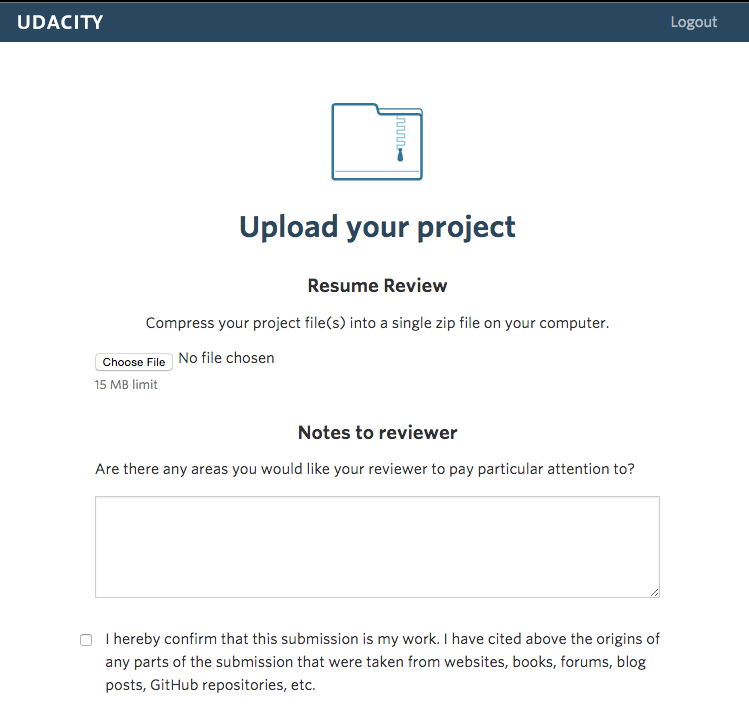 UDACITY
Logout
Upload your project
Resume Review
Compress your project file(s) into a single zip file on your computer.
Choose File No file chosen
15 MB limit
Notes to reviewer
Are there any areas you would like your reviewer to pay particular attention to?
I hereby confirm that this submission is my work. I have cited above the origins of
any parts of the submission that were taken from websites, books, forums, blog
posts, GitHub repositories, etc.